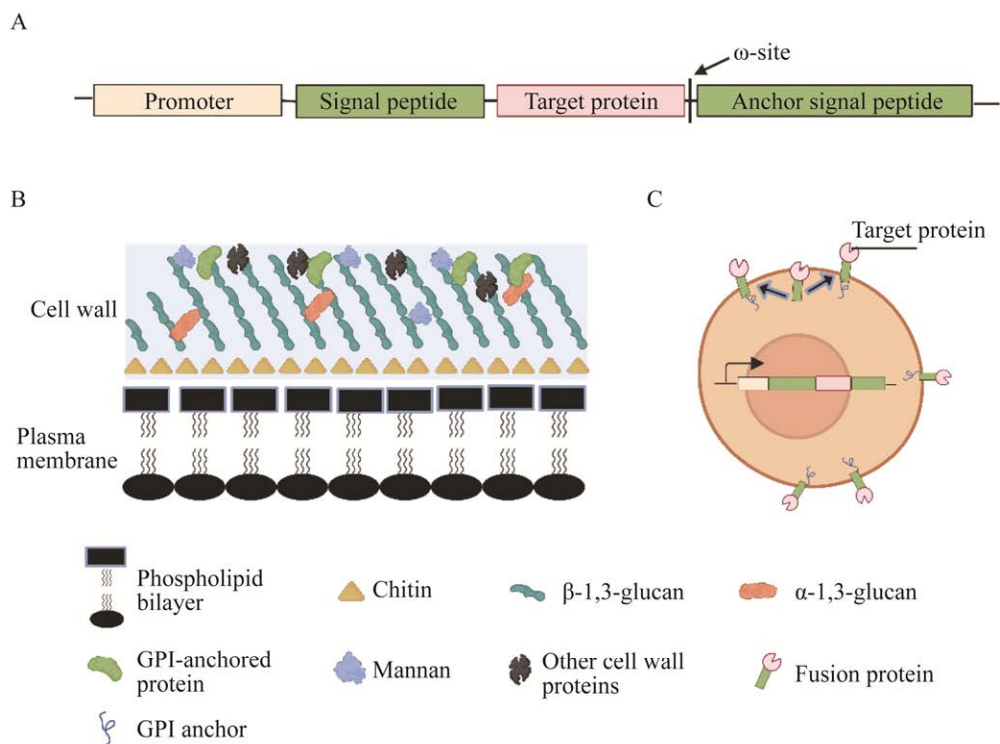 A
ω-site
Promoter
Signal peptide
Target protein
Anchor signal peptide
B
C
Target protein
Cell wall
Plasma
membrane
Phospholipid
bilayer
Chitin
β-1,3-glucan
α-1,3-glucan
GPI-anchored
protein
Mannan
Other cell wall
proteins
Fusion protein
GPI anchor